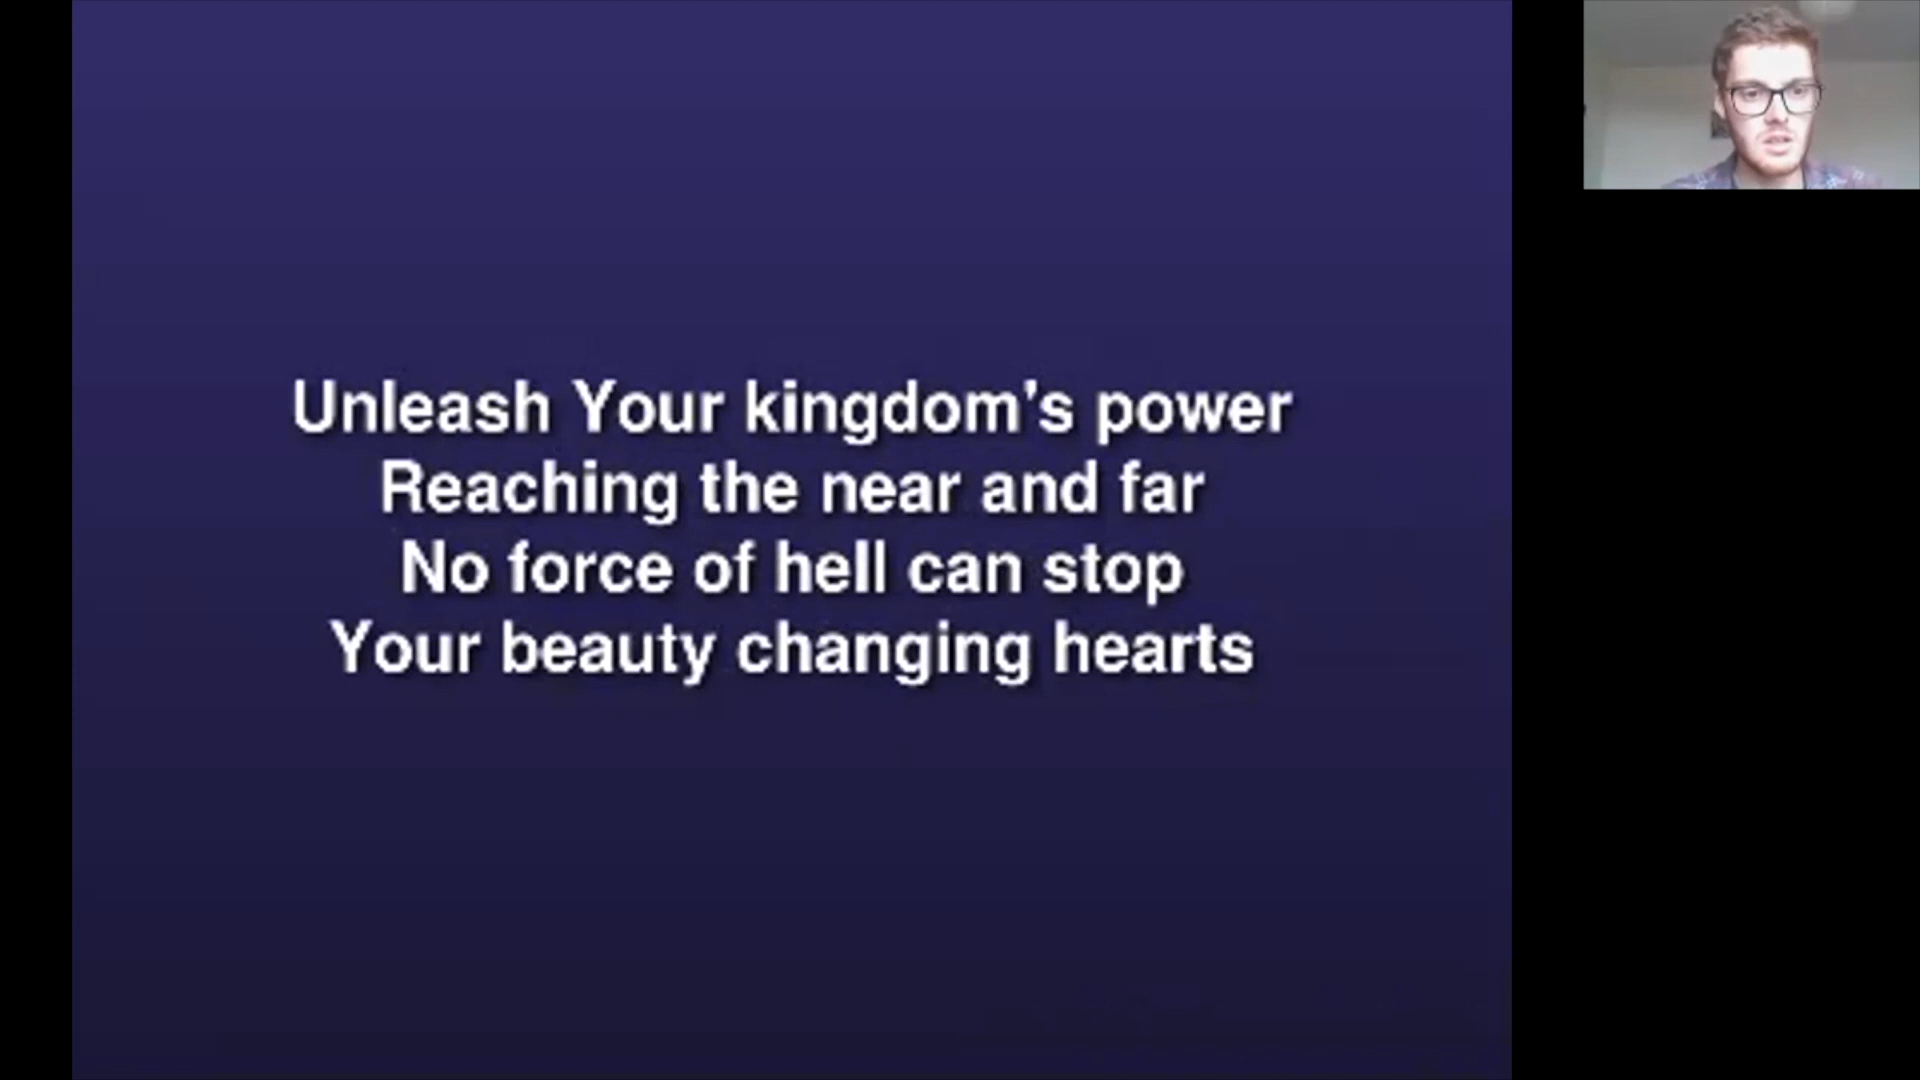 Unleash Your kingdom's power
Reaching the near and far
No force of hell can stop
Your beauty changing hearts